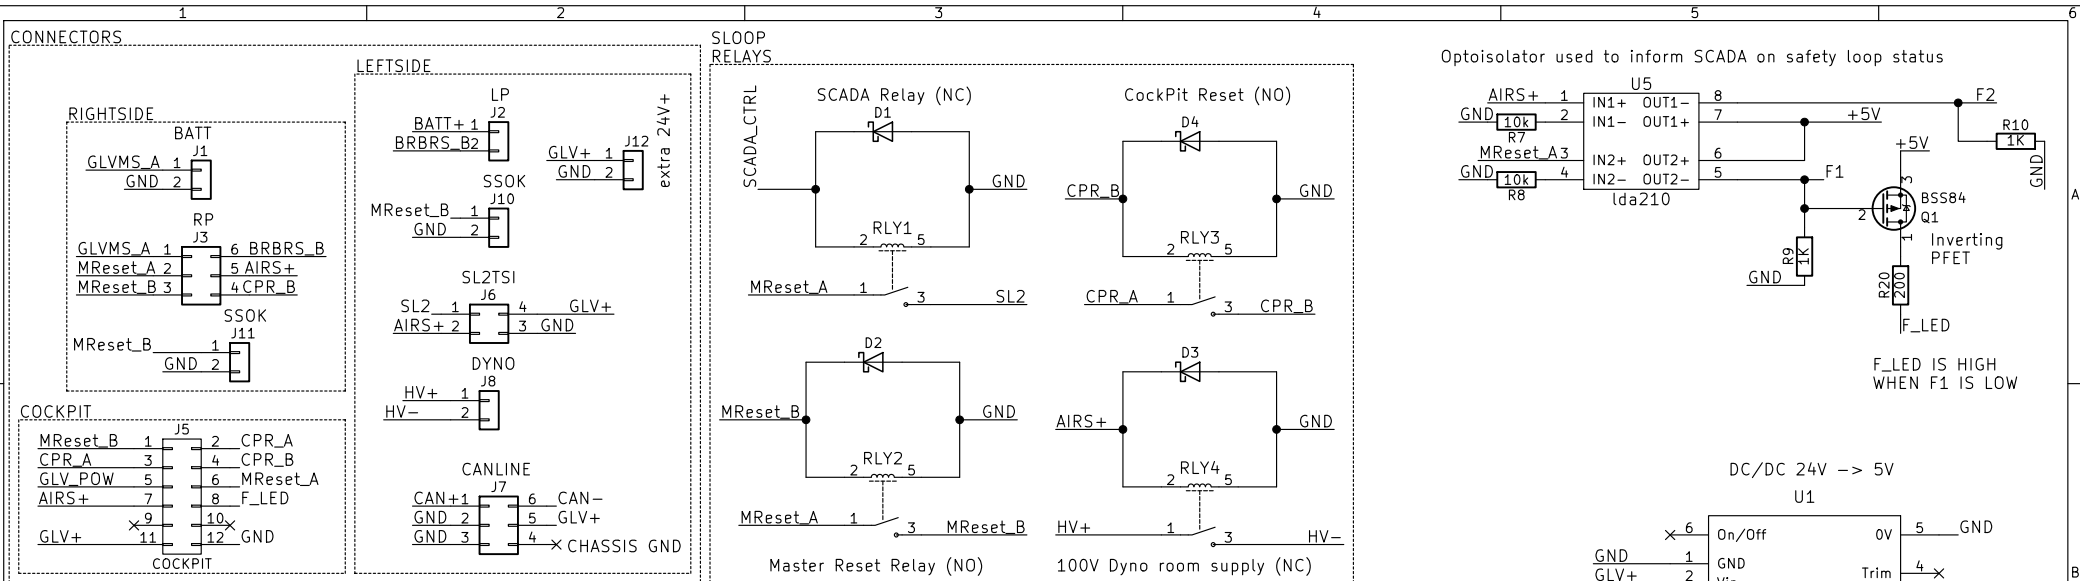 1 2 3 4 5 6
CONNECTORS
RIGHTSIDE
BATT
J1
GLVMS_A 1
GND 2
RP
J3
GLVMS_A 1 6 BRBRS_B
MReset_A 2 5 AIRS+
MReset_B 3 4 CPR_B
SSOK
J11
MReset_B 1
GND 2
COCKPIT
J5
MReset_B 1 2 CPR_A
CPR_A 3 4 CPR_B
GLV_POW 5 6 MReset_A
AIRS+ 7 8 F_LED
9 10
GLV+ 11 12 GND
COCKPIT
LEFTSIDE
LP
J2
BATT+ 1
BRBRS_B2
J12
GLV+ 1
GND 2
extra 24V+
SSOK
J10
MReset_B 1
GND 2
SL2TSI
J6
SL2 1 4 GLV+
AIRS+ 2 3 GND
DYNO
J8
HV+ 1
HV- 2
CANLINE
J7
CAN+1 6 CAN-
GND 2 5 GLV+
GND 3 4 CHASSIS GND
SLOOP
RELAYS
SCADA Relay (NC)
D1
SCADA_CTRL
GND
RLY1
2 5
MReset_A 1
3 SL2
CockPit Reset (NO)
D4
CPR_B
GND
RLY3
2 5
CPR_A 1
3 CPR_B
D2
MReset_B
GND
RLY2
2 5
MReset_A 1
3 MReset_B
Master Reset Relay (NO)
D3
AIRS+
GND
RLY4
2 5
HV+ 1
3 HV-
100V Dyno room supply (NC)
Optoisolator used to inform SCADA on safety loop status
U5
AIRS+ 1 IN1+ OUT1- 8 F2
GND 10k 2 IN1- OUT1+ 7 +5V
R7
MReset_A3 IN2+ OUT2+ 6
GND 10k 4 IN2- OUT2- 5 F1
R8
lda210
R10
1K
GND
+5V
3
2
1
BSS84
Q1
Inverting
PFET
R9
1K
GND
R20
200
F_LED
F_LED IS HIGH
WHEN F1 IS LOW
DC/DC 24V -> 5V
U1
6 On/Off 0V 5 GND
GND 1 GND
GLV+ 2
Trim 4
A
B